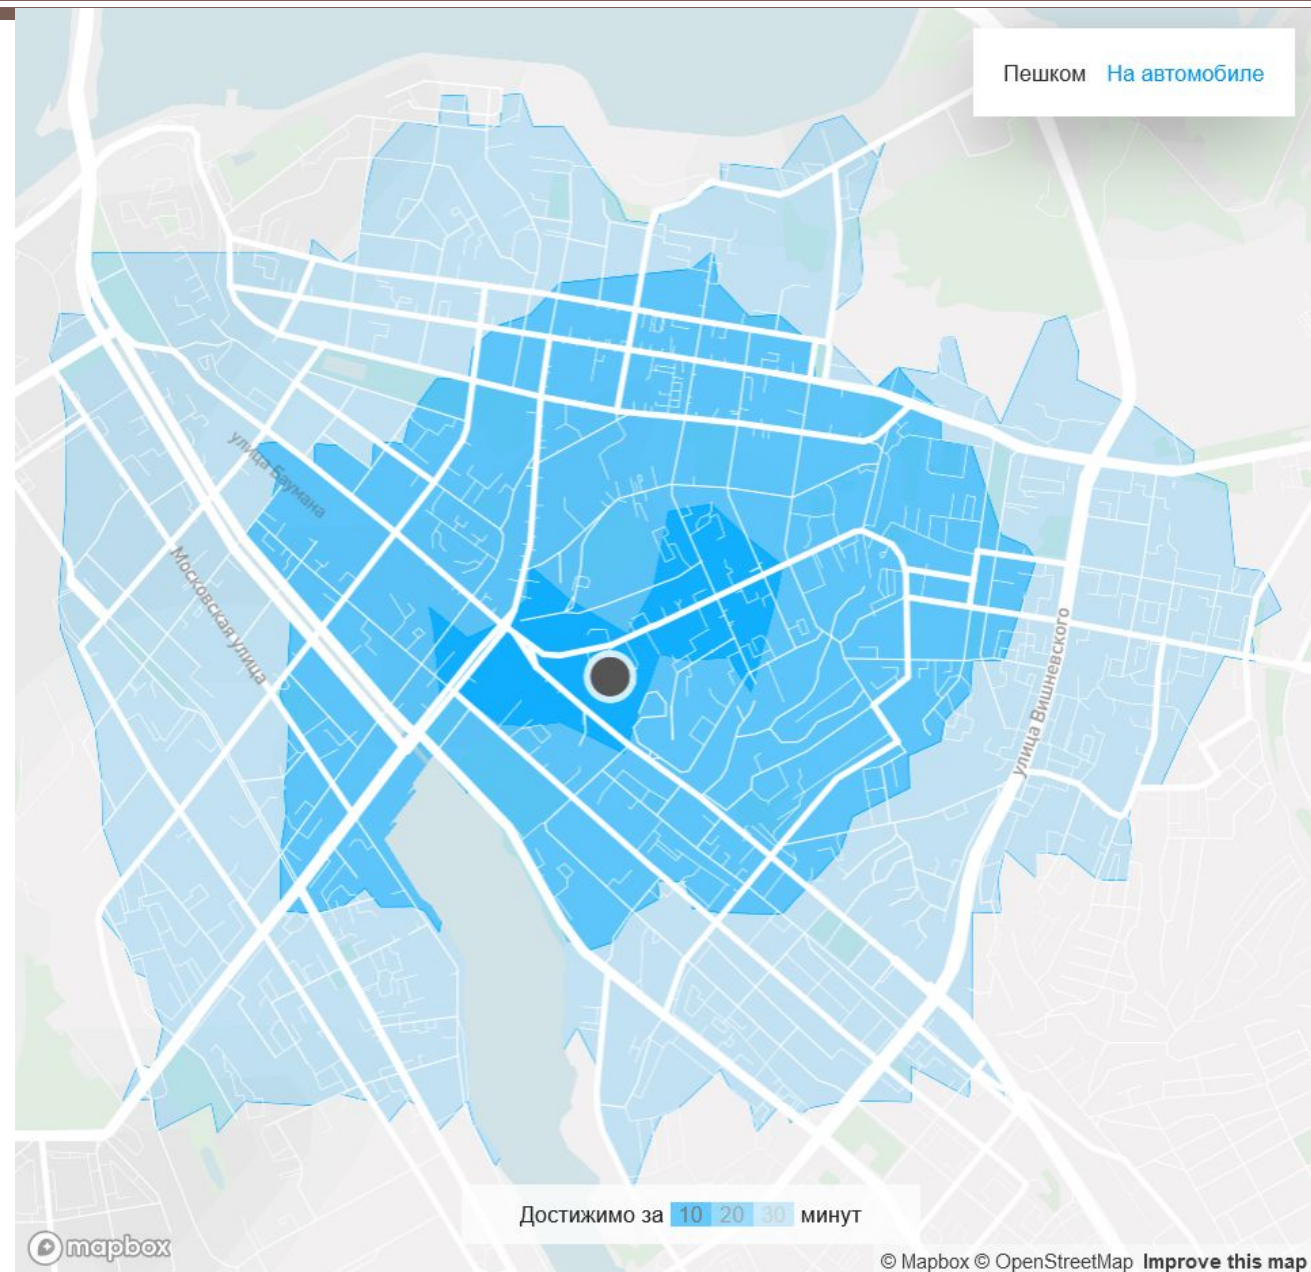 Пешком На автомобиле
улица Баумана
Московская улица
улица Вишневского
Достижимо за 10 20 30 минут
mapbox
© Mapbox © OpenStreetMap Improve this map